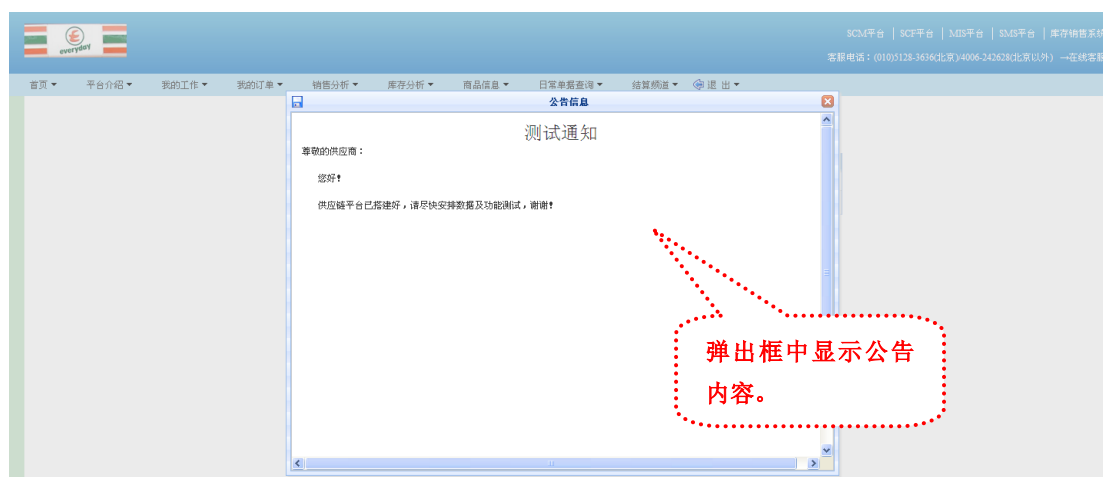 everyday
SCM平台 | SCF平台 | MIS平台 | SMS平台 | 库存销售系统
客服电话：(010)5128-3636(北京)/4006-242628(北京以外) →在线客服
首页 平台介绍 我的工作 我的订单 销售分析 库存分析 商品信息 日常单据查询 结算频道 退 出
公告信息
测试通知
尊敬的供应商：
您好！
供应链平台已搭建好，请尽快安排数据及功能测试，谢谢！
弹出框中显示公告
内容。